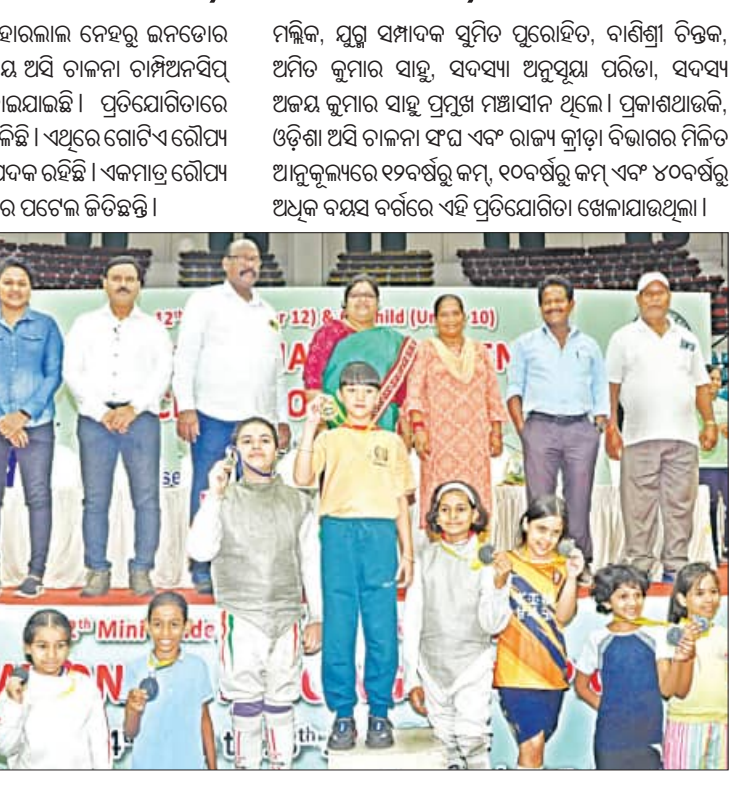 ହାରଲାଲ ନେହରୁ ଇନଡୋର
ୟ ଅସି ଚାଳନା ଚାମ୍ପିଅନସିପ୍
ାଇଯାଇଛି । ପ୍ରତିଯୋଗିତାରେ
ଳିଛି । ଏଥିରେ ଗୋଟିଏ ରୌପ୍ୟ
ପଦକ ରହିଛି । ଏକମାତ୍ର ରୌପ୍ୟ
ର ପଟେଲ ଜିତିଛନ୍ତି ।
ମଲ୍ଲିକ, ଯୁଗ୍ମ ସମ୍ପାଦକ ସୁମିତ ପୁରୋହିତ, ବାଣିଶ୍ରୀ ଚିନ୍ତକ,
ଅମିତ କୁମାର ସାହୁ, ସଦସ୍ୟା ଅନୁସୂୟା ପରିଡା, ସଦସ୍ୟ
ଅଜୟ କୁମାର ସାହୁ ପ୍ରମୁଖ ମଞ୍ଚାସୀନ ଥିଲେ । ପ୍ରକାଶଥାଉକି,
ଓଡ଼ିଶା ଅସି ଚାଳନା ସଂଘ ଏବଂ ରାଜ୍ୟ କ୍ରୀଡ଼ା ବିଭାଗର ମିଳିତ
ଆନୁକୂଲ୍ୟରେ ୧୨ବର୍ଷରୁ କମ୍, ୧୦ବର୍ଷରୁ କମ୍ ଏବଂ ୪୦ବର୍ଷରୁ
ଅଧିକ ବୟସ ବର୍ଗରେ ଏହି ପ୍ରତିଯୋଗିତା ଖେଳାଯାଉଥିଲା ।
12th r 12) & hild (Un -10)
2th Mini